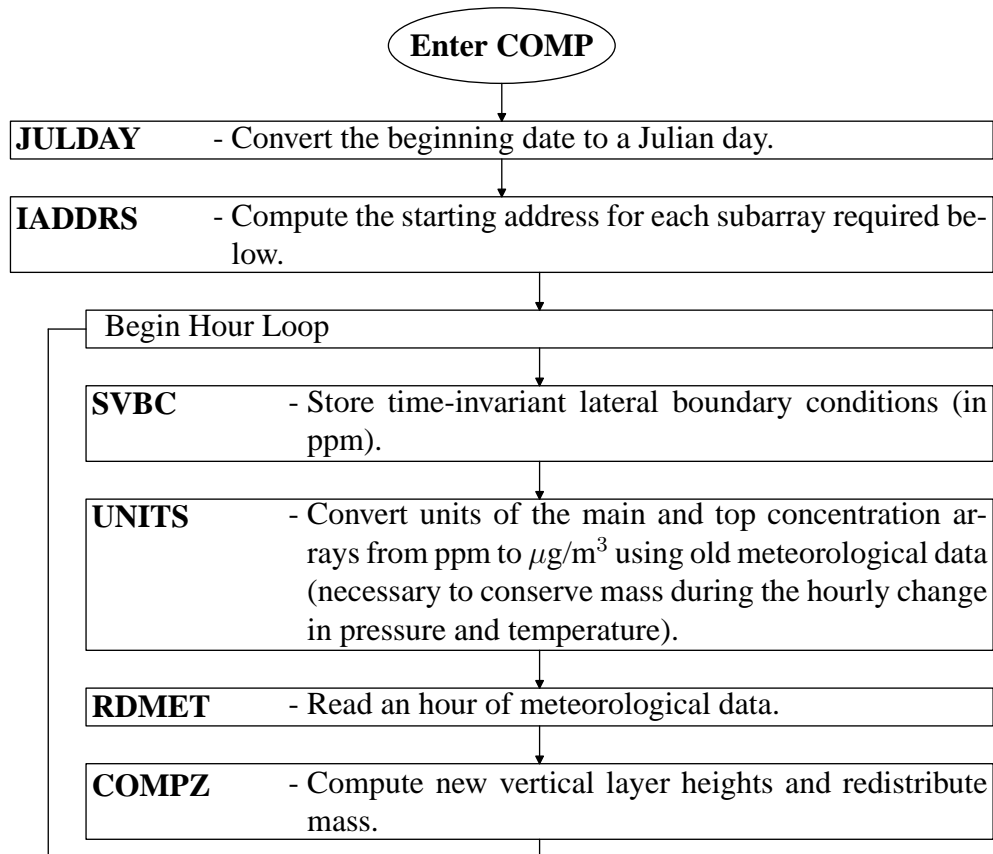 Enter COMP
JULDAY - Convert the beginning date to a Julian day.
IADDRS - Compute the starting address for each subarray required be-
low.
Begin Hour Loop
SVBC - Store time-invariant lateral boundary conditions (in
ppm).
UNITS - Convert units of the main and top concentration ar-
rays from ppm to μg/m³ using old meteorological data
(necessary to conserve mass during the hourly change
in pressure and temperature).
RDMET - Read an hour of meteorological data.
COMPZ - Compute new vertical layer heights and redistribute
mass.